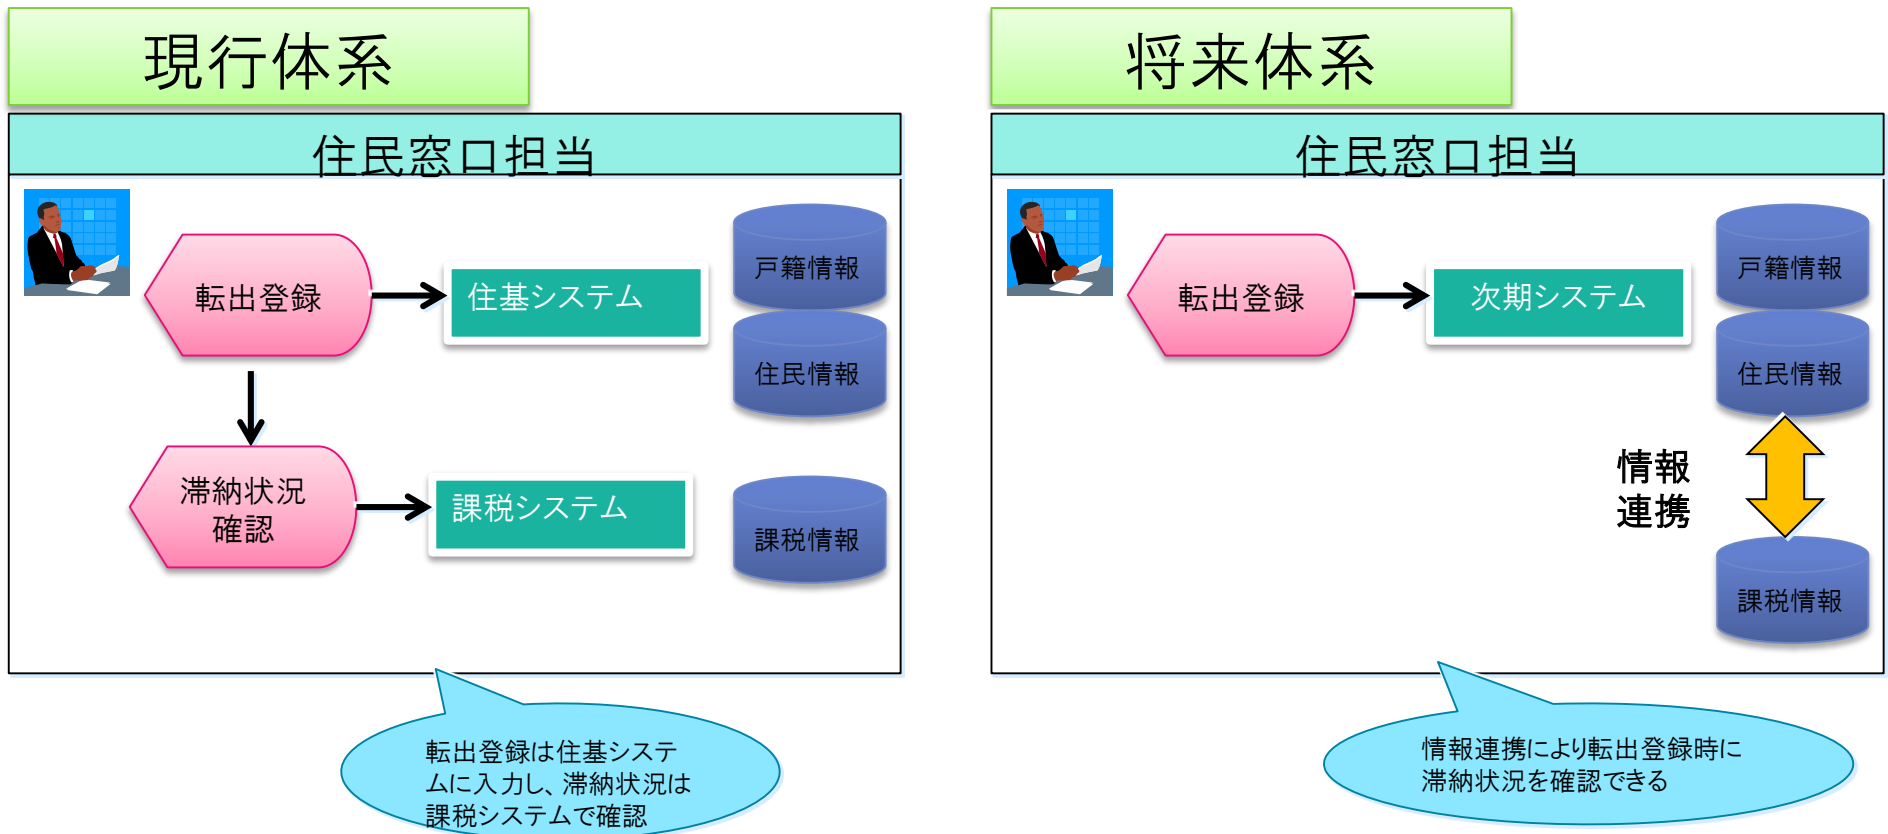 現行体系
住民窓口担当
転出登録
住基システム
戸籍情報
住民情報
滞納状況
確認
課税システム
課税情報
転出登録は住基システ
ムに入力し、滞納状況は
課税システムで確認
将来体系
住民窓口担当
転出登録
次期システム
戸籍情報
住民情報
情報
連携
課税情報
情報連携により転出登録時に
滞納状況を確認できる